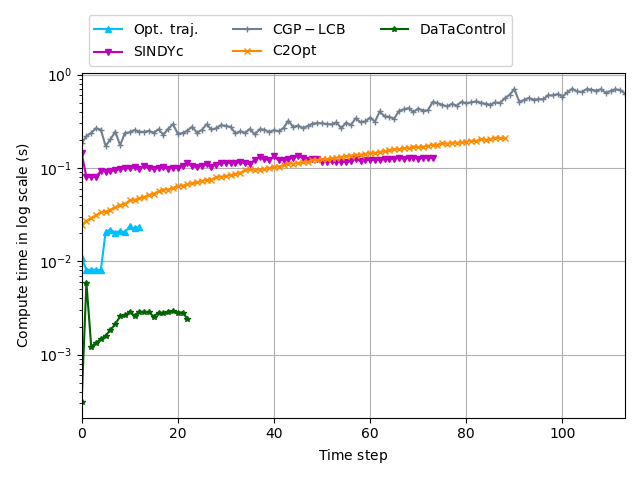 Opt. traj.
SINDYc
CGP − LCB
C2Opt
DaTaControl
Compute time in log scale (s)
10⁰
10⁻¹
10⁻²
10⁻³
0 20 40 60 80 100
Time step